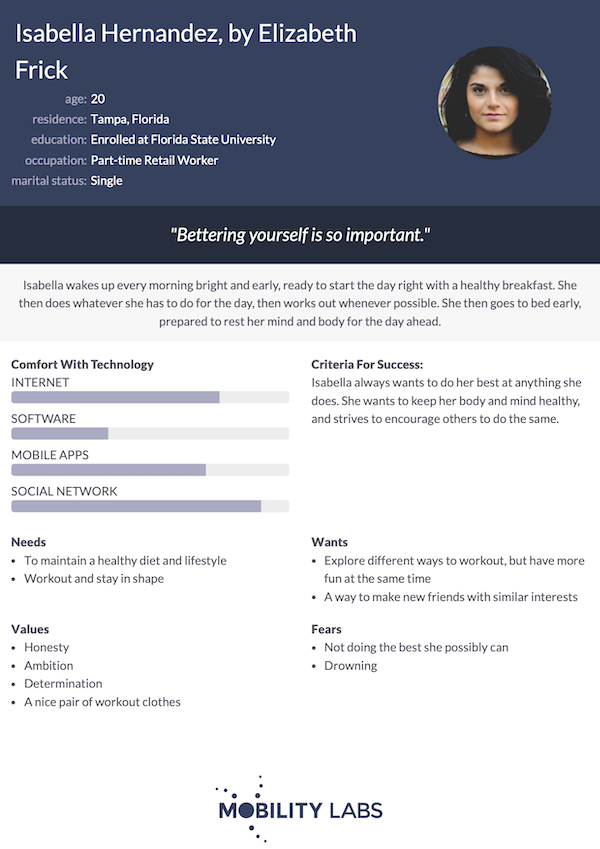 Isabella Hernandez, by Elizabeth
Frick
age: 20
residence: Tampa, Florida
education: Enrolled at Florida State University
occupation: Part-time Retail Worker
marital status: Single
"Bettering yourself is so important."
Isabella wakes up every morning bright and early, ready to start the day right with a healthy breakfast. She
then does whatever she has to do for the day, then works out whenever possible. She then goes to bed early,
prepared to rest her mind and body for the day ahead.
Comfort With Technology
INTERNET
SOFTWARE
MOBILE APPS
SOCIAL NETWORK
Criteria For Success:
Isabella always wants to do her best at anything she
does. She wants to keep her body and mind healthy,
and strives to encourage others to do the same.
Needs
• To maintain a healthy diet and lifestyle
• Workout and stay in shape
Wants
• Explore different ways to workout, but have more
fun at the same time
• A way to make new friends with similar interests
Values
• Honesty
• Ambition
• Determination
• A nice pair of workout clothes
Fears
• Not doing the best she possibly can
• Drowning
MOBILITY LABS